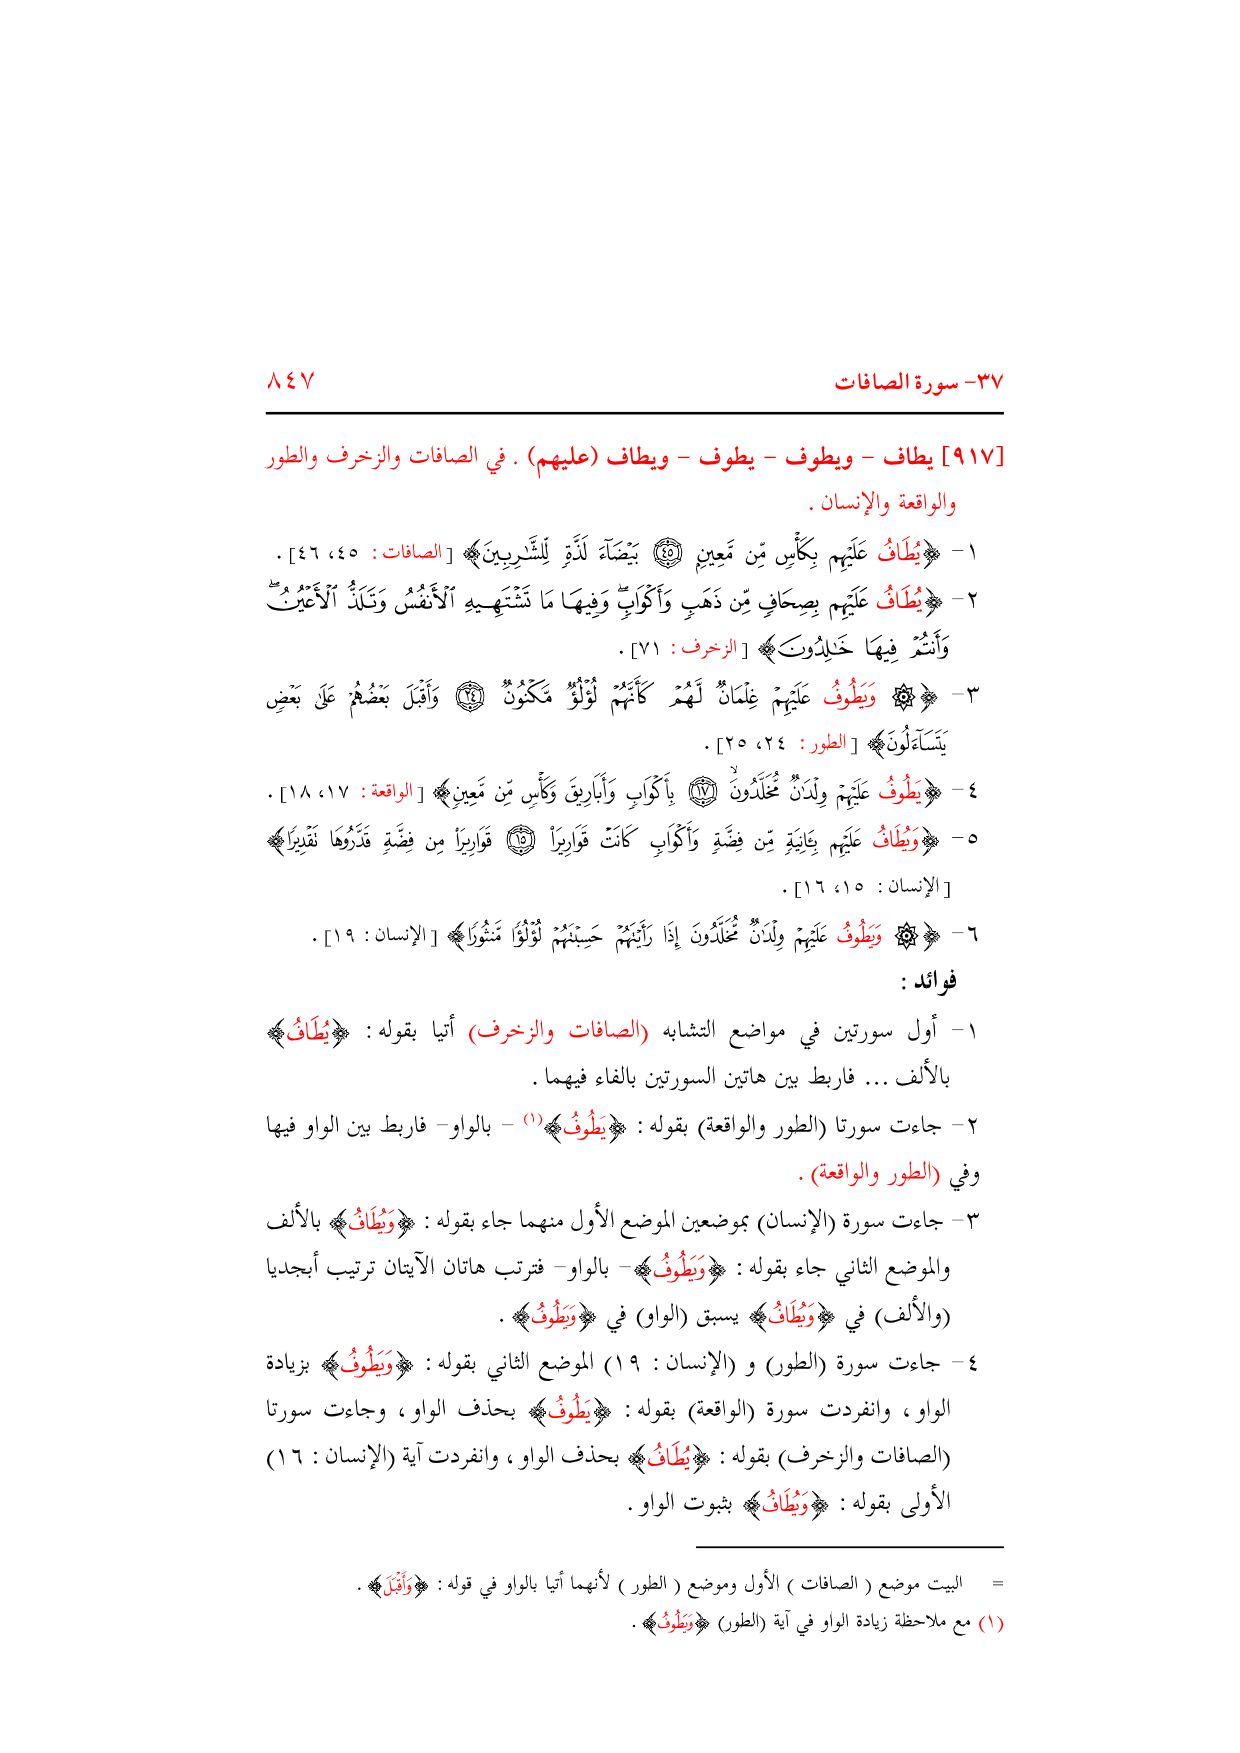 ٣٧- سورة الصافات ٨٤٧
[٩١٧] يطاف - ويطوف - يطوف - ويطاف (عليهم) . في الصافات والزخرف والطور
والواقعة والإنسان .
١- ﴿يُطَافُ عَلَيْهِم بِكَأْسٍ مِّن مَّعِينٍ ۝٤٥ بَيْضَآءَ لَذَّةٍ لِّلشَّٰرِبِينَ﴾ [الصافات : ٤٥، ٤٦] .
٢- ﴿يُطَافُ عَلَيْهِم بِصِحَافٍ مِّن ذَهَبٍ وَأَكْوَابٍ ۖ وَفِيهَا مَا تَشْتَهِيهِ ٱلْأَنفُسُ وَتَلَذُّ ٱلْأَعْيُنُ ۖ
وَأَنتُمْ فِيهَا خَٰلِدُونَ﴾ [الزخرف : ٧١] .
٣- ﴿۞ وَيَطُوفُ عَلَيْهِمْ غِلْمَانٌ لَّهُمْ كَأَنَّهُمْ لُؤْلُؤٌ مَّكْنُونٌ ۝٢٤ وَأَقْبَلَ بَعْضُهُمْ عَلَىٰ بَعْضٍ
يَتَسَآءَلُونَ﴾ [الطور : ٢٤، ٢٥] .
٤- ﴿يَطُوفُ عَلَيْهِمْ وِلْدَٰنٌ مُّخَلَّدُونَ ۙ ۝١٧ بِأَكْوَابٍ وَأَبَارِيقَ وَكَأْسٍ مِّن مَّعِينٍ﴾ [الواقعة : ١٧، ١٨] .
٥- ﴿وَيُطَافُ عَلَيْهِم بِـَٔانِيَةٍ مِّن فِضَّةٍ وَأَكْوَابٍ كَانَتْ قَوَارِيرَا۠ ۝١٥ قَوَارِيرَا۟ مِن فِضَّةٍ قَدَّرُوهَا تَقْدِيرًا﴾
[الإنسان : ١٥، ١٦] .
٦- ﴿۞ وَيَطُوفُ عَلَيْهِمْ وِلْدَٰنٌ مُّخَلَّدُونَ إِذَا رَأَيْتَهُمْ حَسِبْتَهُمْ لُؤْلُؤًا مَّنثُورًا﴾ [الإنسان : ١٩] .
فوائد :
١- أول سورتين في مواضع التشابه (الصافات والزخرف) أتيا بقوله : ﴿يُطَافُ﴾
بالألف ... فاربط بين هاتين السورتين بالفاء فيهما .
٢- جاءت سورتا (الطور والواقعة) بقوله : ﴿يَطُوفُ﴾(١) - بالواو- فاربط بين الواو فيها
وفي (الطور والواقعة) .
٣- جاءت سورة (الإنسان) بموضعين الموضع الأول منهما جاء بقوله : ﴿وَيُطَافُ﴾ بالألف
والموضع الثاني جاء بقوله : ﴿وَيَطُوفُ﴾- بالواو- فترتب هاتان الآيتان ترتيب أبجديا
(والألف) في ﴿وَيُطَافُ﴾ يسبق (الواو) في ﴿وَيَطُوفُ﴾ .
٤- جاءت سورة (الطور) و (الإنسان : ١٩) الموضع الثاني بقوله : ﴿وَيَطُوفُ﴾ بزيادة
الواو ، وانفردت سورة (الواقعة) بقوله : ﴿يَطُوفُ﴾ بحذف الواو ، وجاءت سورتا
(الصافات والزخرف) بقوله : ﴿يُطَافُ﴾ بحذف الواو ، وانفردت آية (الإنسان : ١٦)
الأولى بقوله : ﴿وَيُطَافُ﴾ بثبوت الواو .
= البيت موضع ( الصافات ) الأول وموضع ( الطور ) لأنهما أتيا بالواو في قوله : ﴿وَأَقْبَلَ﴾ .
(١) مع ملاحظة زيادة الواو في آية (الطور) ﴿وَيَطُوفُ﴾ .